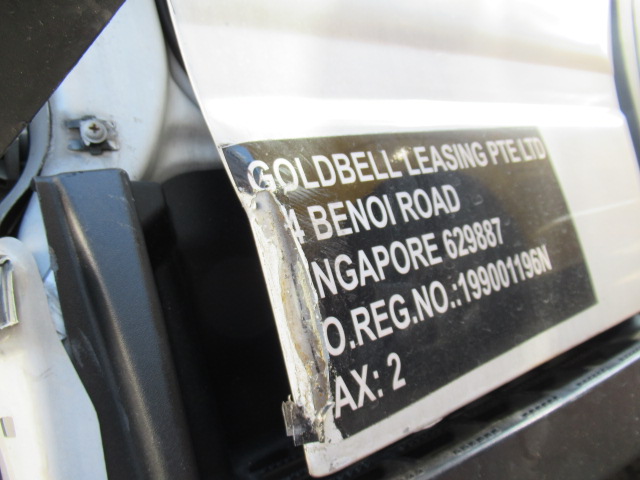 GOLDBELL LEASING PTE LTD
4 BENOI ROAD
NGAPORE 629887
O.REG.NO.:199001196N
AX: 2